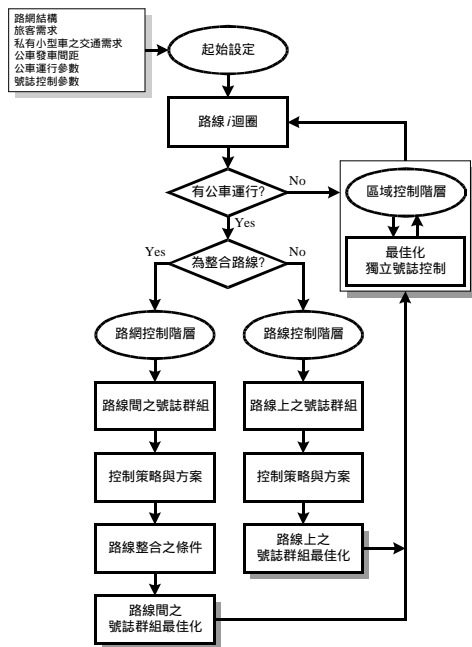 路網結構
旅客需求
私有小型車之交通需求
公車發車間距
公車運行參數
號誌控制參數
起始設定
路線i迴圈
有公車運行?
No
Yes
區域控制階層
最佳化
獨立號誌控制
為整合路線?
Yes
No
路網控制階層
路線控制階層
路線間之號誌群組
路線上之號誌群組
控制策略與方案
控制策略與方案
路線整合之條件
路線上之
號誌群組最佳化
路線間之
號誌群組最佳化